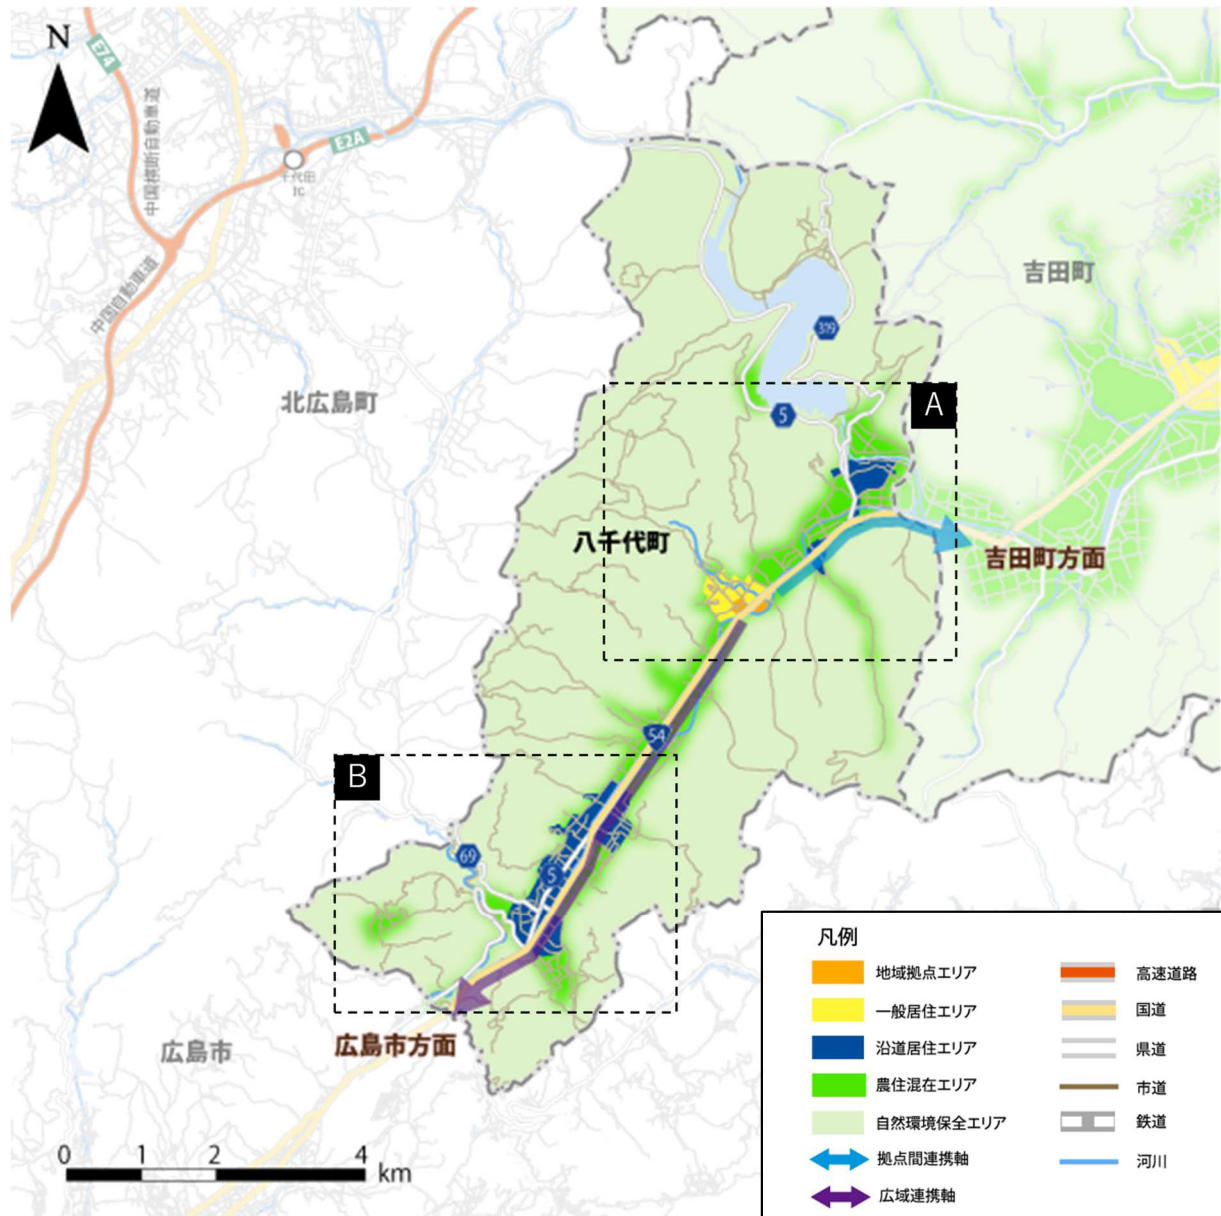 N
E74
中国横断自動車道
E2A
千代田
IC
中国自動車道
吉田町
北広島町
319
5
A
八千代町
吉田町方面
54
B
69
5
広島市
広島市方面
0 1 2 4
km
凡例
地域拠点エリア
一般居住エリア
沿道居住エリア
農住混在エリア
自然環境保全エリア
拠点間連携軸
広域連携軸
高速道路
国道
県道
市道
鉄道
河川